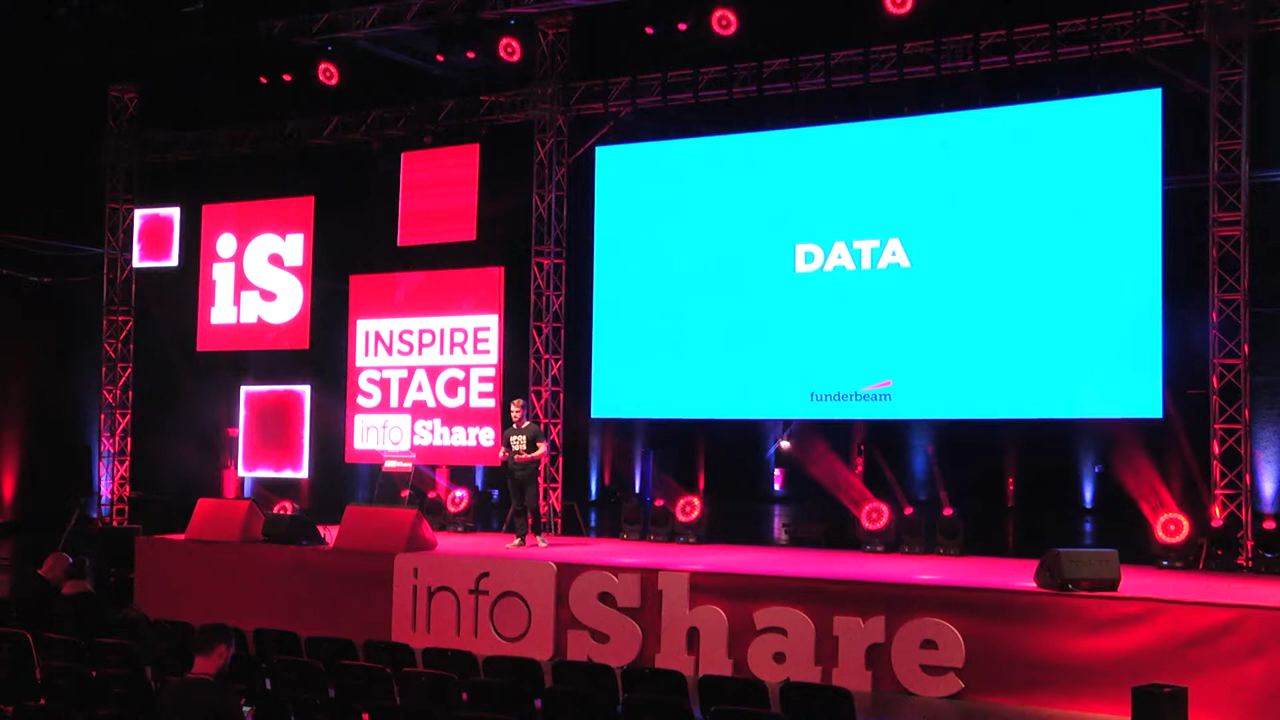 iS
INSPIRE
STAGE
info Share
DATA
funderbeam
info Share